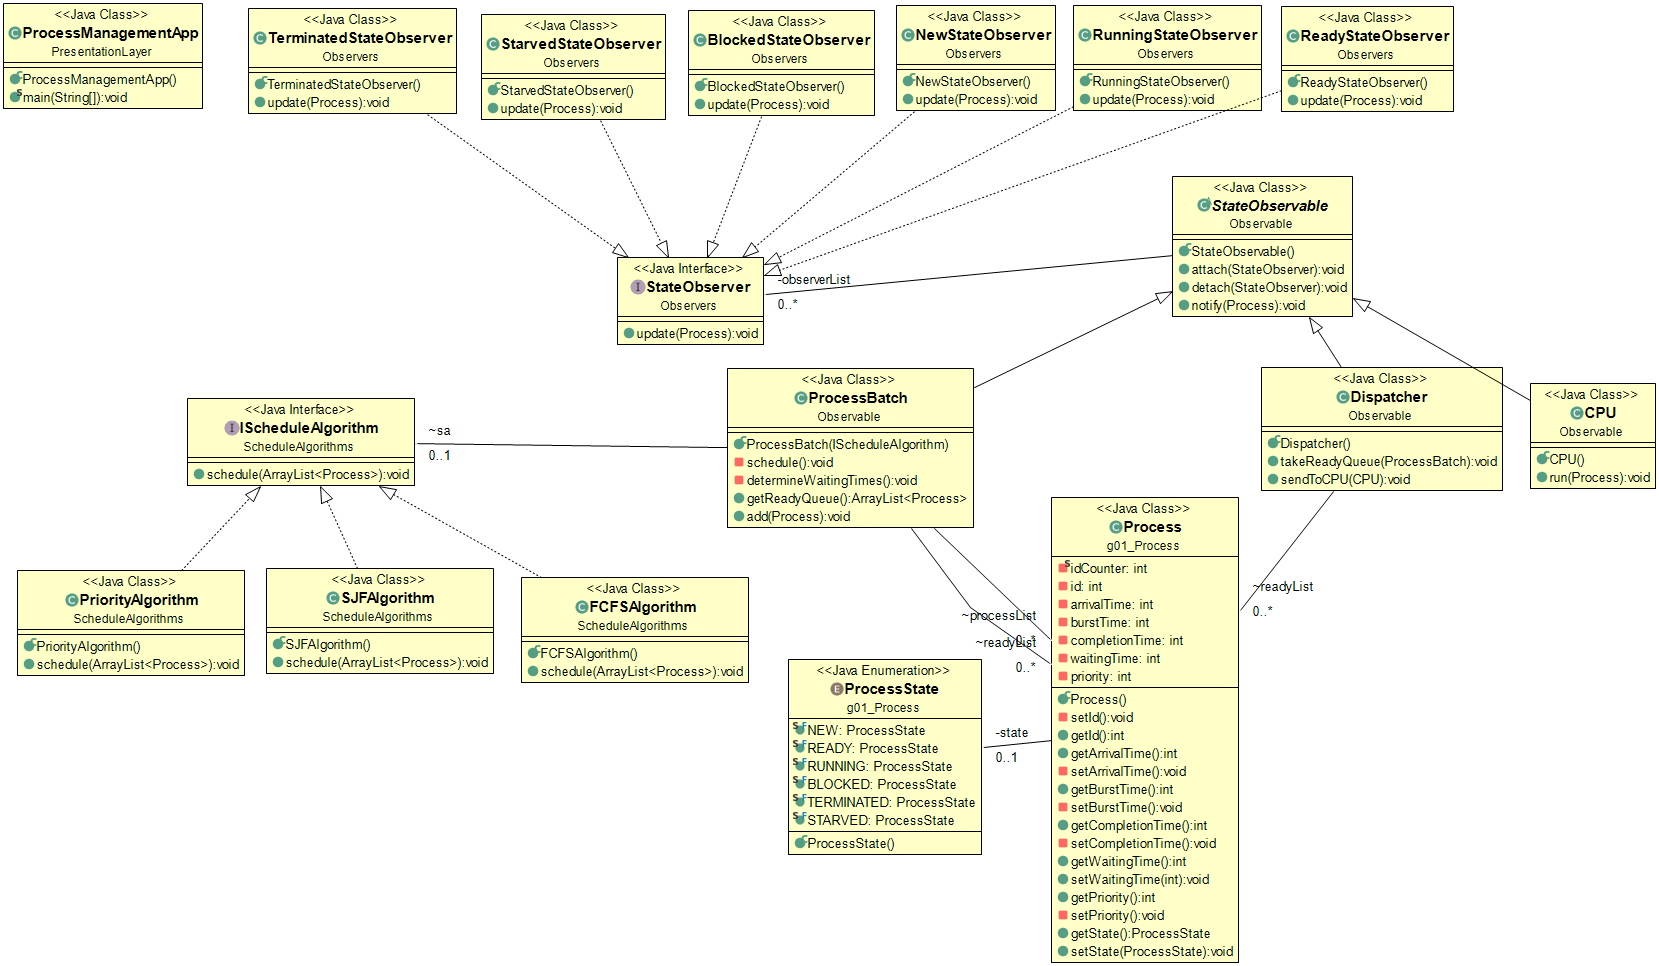 <<Java Class>>
ProcessManagementApp
PresentationLayer
ProcessManagementApp()
main(String[]):void
<<Java Class>>
TerminatedStateObserver
Observers
TerminatedStateObserver()
update(Process):void
<<Java Class>>
StarvedStateObserver
Observers
StarvedStateObserver()
update(Process):void
<<Java Class>>
BlockedStateObserver
Observers
BlockedStateObserver()
update(Process):void
<<Java Class>>
NewStateObserver
Observers
NewStateObserver()
update(Process):void
<<Java Class>>
RunningStateObserver
Observers
RunningStateObserver()
update(Process):void
<<Java Class>>
ReadyStateObserver
Observers
ReadyStateObserver()
update(Process):void
<<Java Class>>
StateObservable
Observable
StateObservable()
attach(StateObserver):void
detach(StateObserver):void
notify(Process):void
<<Java Interface>>
StateObserver
Observers
update(Process):void
-observerList
0..*
<<Java Class>>
ProcessBatch
Observable
ProcessBatch(IScheduleAlgorithm)
schedule():void
determineWaitingTimes():void
getReadyQueue():ArrayList<Process>
add(Process):void
<<Java Class>>
Dispatcher
Observable
Dispatcher()
takeReadyQueue(ProcessBatch):void
sendToCPU(CPU):void
<<Java Class>>
CPU
Observable
CPU()
run(Process):void
<<Java Interface>>
IScheduleAlgorithm
ScheduleAlgorithms
schedule(ArrayList<Process>):void
~sa
0..1
<<Java Class>>
PriorityAlgorithm
ScheduleAlgorithms
PriorityAlgorithm()
schedule(ArrayList<Process>):void
<<Java Class>>
SJFAlgorithm
ScheduleAlgorithms
SJFAlgorithm()
schedule(ArrayList<Process>):void
<<Java Class>>
FCFSAlgorithm
ScheduleAlgorithms
FCFSAlgorithm()
schedule(ArrayList<Process>):void
~processList
0..*
~readyList
0..*
~readyList
0..*
<<Java Class>>
Process
g01_Process
idCounter: int
id: int
arrivalTime: int
burstTime: int
completionTime: int
waitingTime: int
priority: int
Process()
setId():void
getId():int
getArrivalTime():int
setArrivalTime():void
getBurstTime():int
setBurstTime():void
getCompletionTime():int
setCompletionTime():void
getWaitingTime():int
setWaitingTime(int):void
getPriority():int
setPriority():void
getState():ProcessState
setState(ProcessState):void
<<Java Enumeration>>
ProcessState
g01_Process
NEW: ProcessState
READY: ProcessState
RUNNING: ProcessState
BLOCKED: ProcessState
TERMINATED: ProcessState
STARVED: ProcessState
ProcessState()
-state
0..1